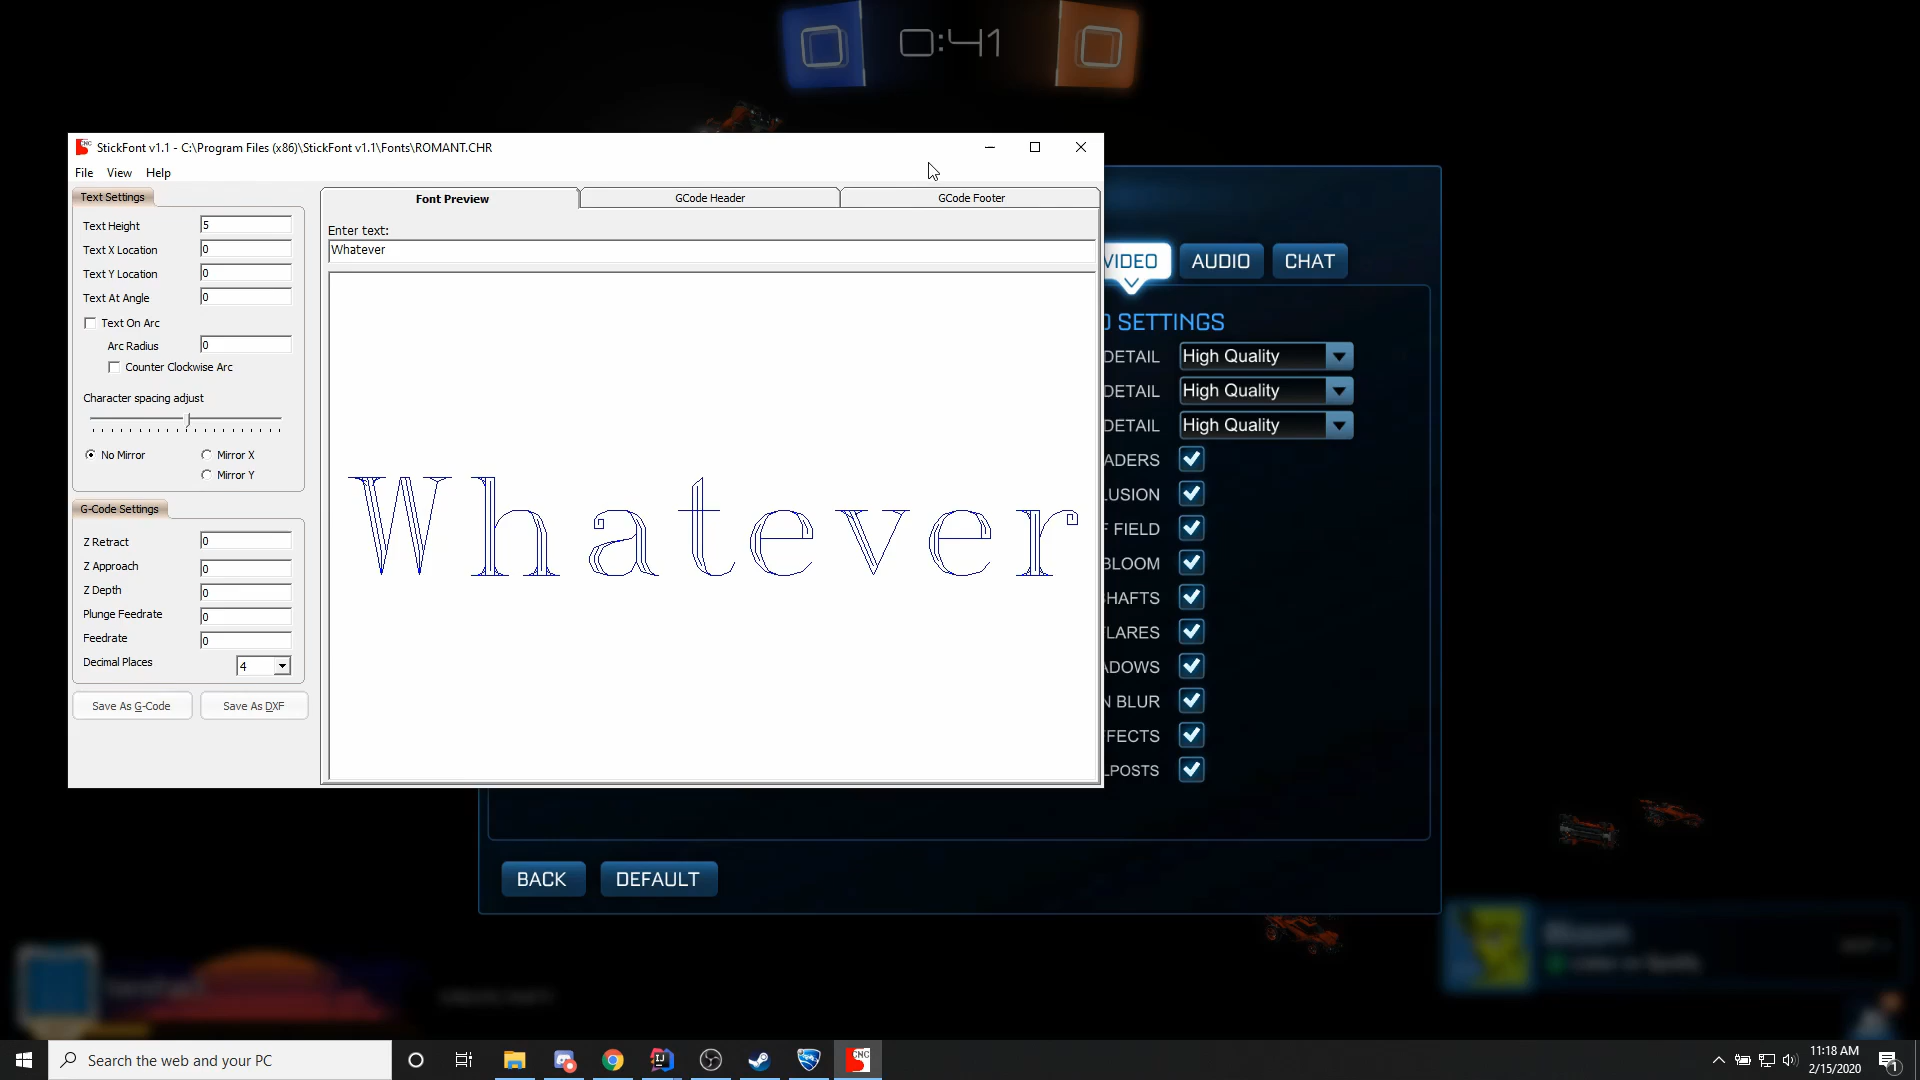 0:41
StickFont v1.1 - C:\Program Files (x86)\StickFont v1.1\Fonts\ROMANT.CHR
File View Help
Text Settings
Text Height 5
Text X Location 0
Text Y Location 0
Text At Angle 0
Text On Arc
Arc Radius 0
Counter Clockwise Arc
Character spacing adjust
No Mirror Mirror X
Mirror Y
G-Code Settings
Z Retract 0
Z Approach 0
Z Depth 0
Plunge Feedrate 0
Feedrate 0
Decimal Places 4
Save As G-Code Save As DXF
Font Preview GCode Header GCode Footer
Enter text:
Whatever
Whatever
VIDEO AUDIO CHAT
SETTINGS
DETAIL High Quality
DETAIL High Quality
DETAIL High Quality
ADERS
LUSION
F FIELD
BLOOM
HAFTS
LARES
ADOWS
N BLUR
FFECTS
LPOSTS
BACK DEFAULT
Search the web and your PC
11:18 AM
2/15/2020